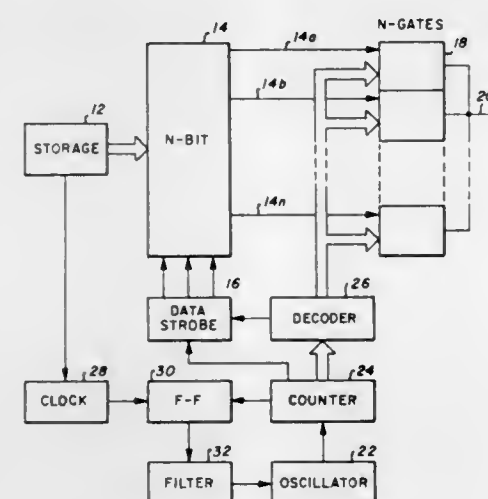 N-GATES
14
14a
18
12
14b
20
STORAGE
N-BIT
14n
16
26
DATA
STROBE
DECODER
28
30
24
CLOCK
F-F
COUNTER
32
22
FILTER
OSCILLATOR